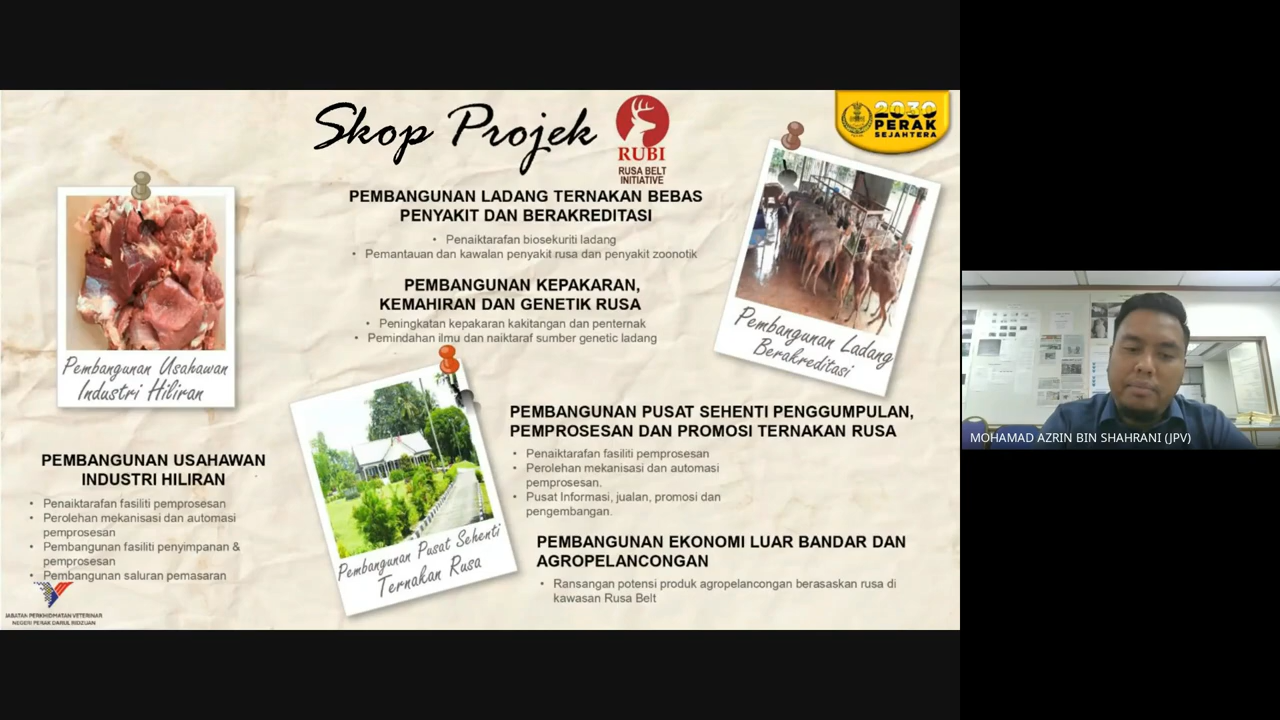 Skop Projek
RUBI
RUSA BELT
INITIATIVE
2030
PERAK
SEJAHTERA
PEMBANGUNAN LADANG TERNAKAN BEBAS
PENYAKIT DAN BERAKREDITASI
• Penaiktarafan biosekuriti ladang
• Pemantauan dan kawalan penyakit rusa dan penyakit zoonotik
PEMBANGUNAN KEPAKARAN,
KEMAHIRAN DAN GENETIK RUSA
• Peningkatan kepakaran kakitangan dan penternak
• Pemindahan ilmu dan naiktaraf sumber genetic ladang
Pembangunan Ladang
Berakreditasi
Pembangunan Usahawan
Industri Hiliran
PEMBANGUNAN USAHAWAN
INDUSTRI HILIRAN
• Penaiktarafan fasiliti pemprosesan
• Perolehan mekanisasi dan automasi
pemprosesan
• Pembangunan fasiliti penyimpanan &
pemprosesan
• Pembangunan saluran pemasaran
Pembangunan Pusat Sehenti
Ternakan Rusa
PEMBANGUNAN PUSAT SEHENTI PENGGUMPULAN,
PEMPROSESAN DAN PROMOSI TERNAKAN RUSA
• Penaiktarafan fasiliti pemprosesan
• Perolehan mekanisasi dan automasi
pemprosesan.
• Pusat Informasi, jualan, promosi dan
pengembangan.
PEMBANGUNAN EKONOMI LUAR BANDAR DAN
AGROPELANCONGAN
• Ransangan potensi produk agropelancongan berasaskan rusa di
kawasan Rusa Belt
JABATAN PERKHIDMATAN VETERINAR
NEGERI PERAK DARUL RIDZUAN
MOHAMAD AZRIN BIN SHAHRANI (JPV)